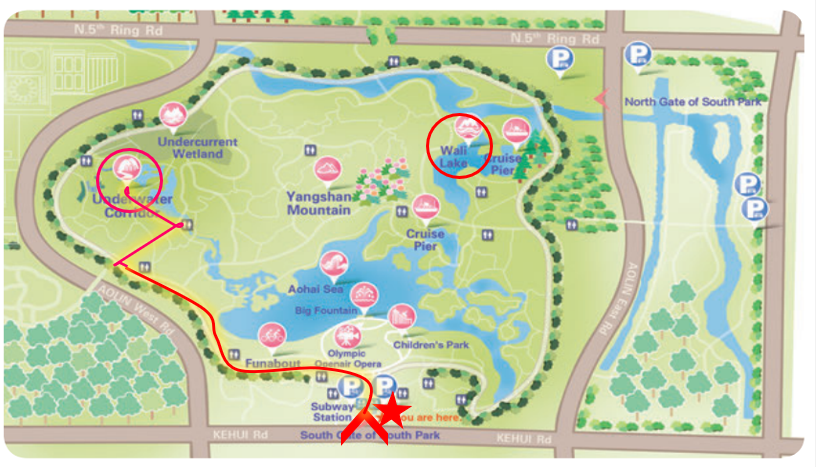 N.5th Ring Rd
N.5th Ring Rd
P
P
North Gate of South Park
Undercurrent
Wetland
Wali
Lake
Cruise
Pier
Underwater
Corridor
Yangshan
Mountain
P
P
Cruise
Pier
AOLIN West Rd
AOLIN East Rd
Aohai Sea
Big Fountain
Children's Park
Olympic
Openair Opera
Funabout
P
P
Subway
Station
you are here.
KEHUI Rd
South Gate of South Park
KEHUI Rd